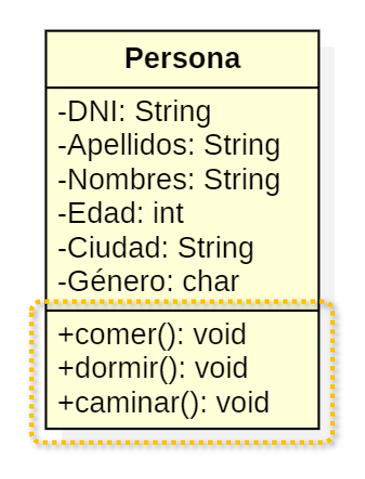 Persona
-DNI: String
-Apellidos: String
-Nombres: String
-Edad: int
-Ciudad: String
-Género: char
+comer(): void
+dormir(): void
+caminar(): void